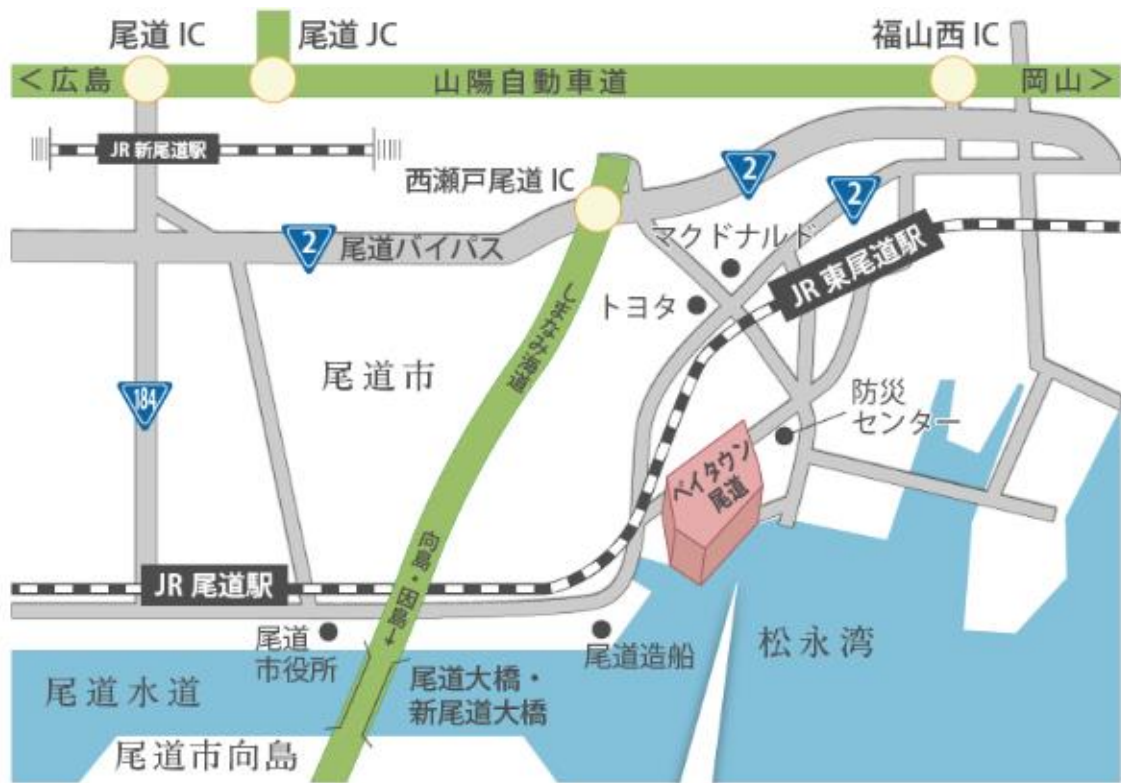 尾道 IC
尾道 JC
福山西 IC
＜広島
山陽自動車道
岡山＞
JR 新尾道駅
西瀬戸尾道 IC
2
2
マクドナルド
2
尾道バイパス
JR 東尾道駅
トヨタ
しまなみ海道
尾道市
184
防災
センター
ベイタウン
尾道
向島・因島→
JR 尾道駅
尾道
市役所
尾道造船
松永湾
尾道水道
尾道大橋・
新尾道大橋
尾道市向島